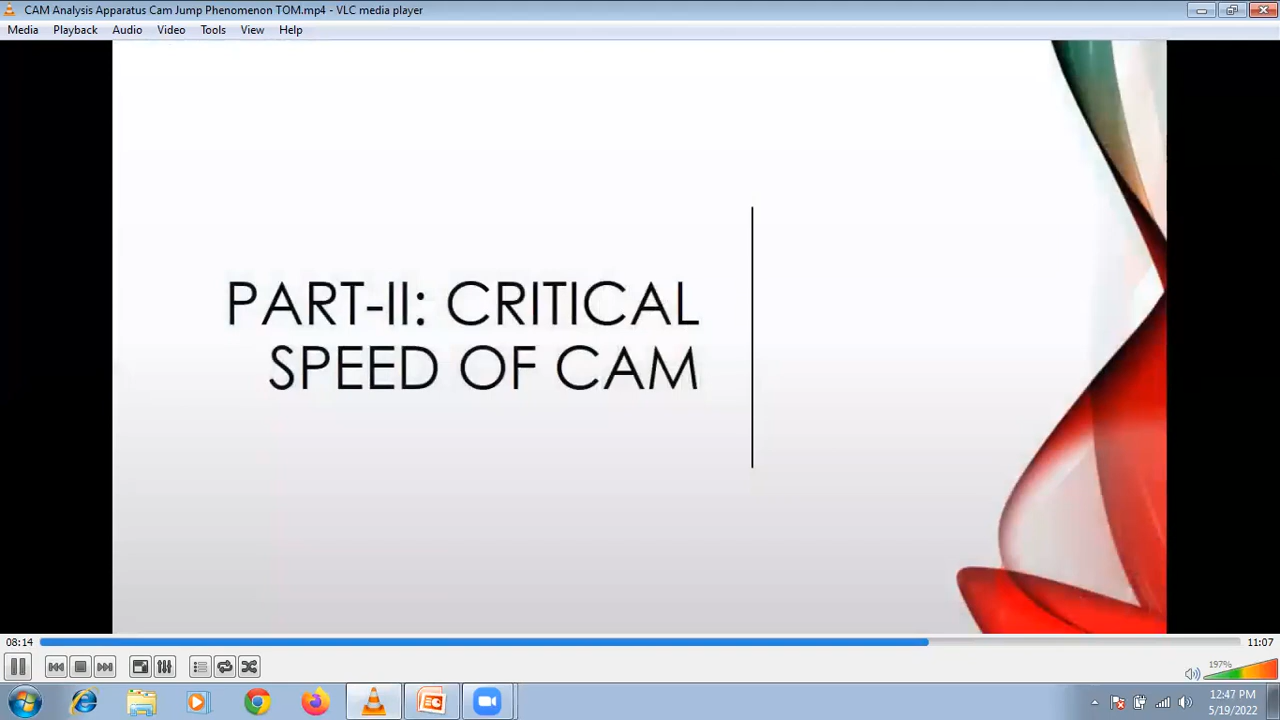 CAM Analysis Apparatus Cam Jump Phenomenon TOM.mp4 - VLC media player
Media Playback Audio Video Tools View Help
PART-II: CRITICAL
SPEED OF CAM
08:14
11:07
197%
12:47 PM
5/19/2022